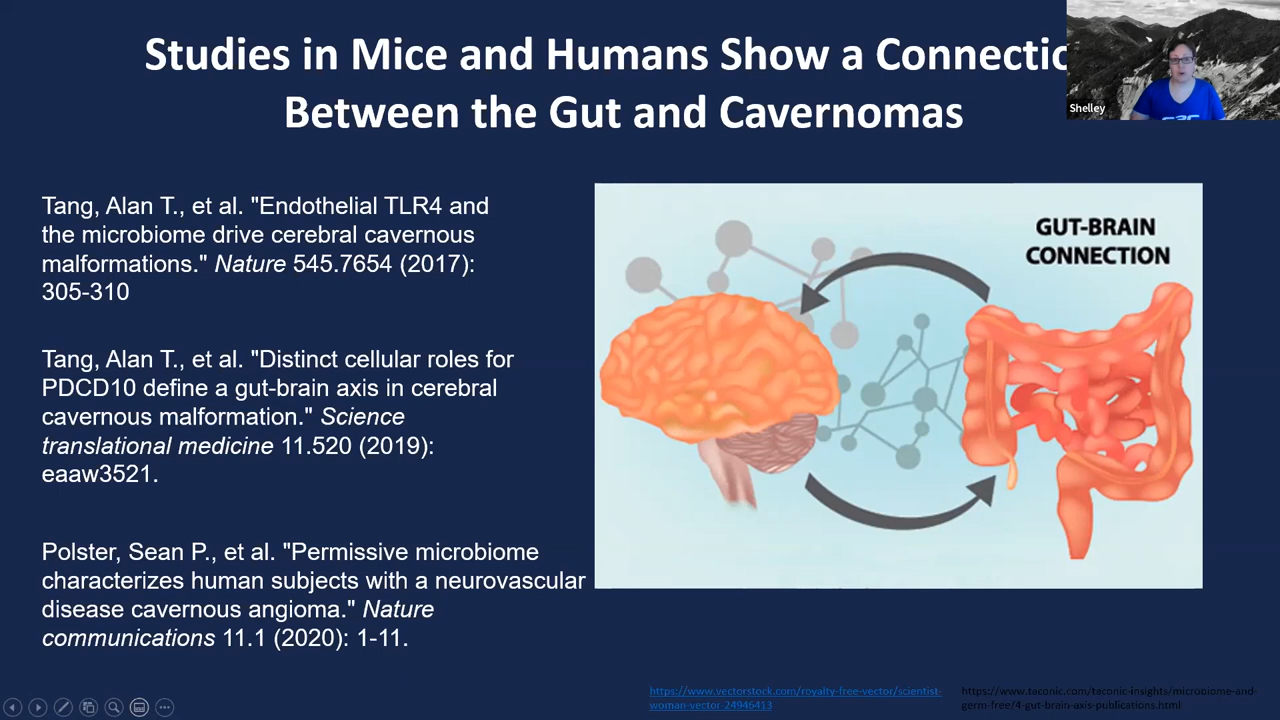 Studies in Mice and Humans Show a Connectio
Between the Gut and Cavernomas
Shelley
Tang, Alan T., et al. "Endothelial TLR4 and
the microbiome drive cerebral cavernous
malformations." Nature 545.7654 (2017):
305-310
Tang, Alan T., et al. "Distinct cellular roles for
PDCD10 define a gut-brain axis in cerebral
cavernous malformation." Science
translational medicine 11.520 (2019):
eaaw3521.
Polster, Sean P., et al. "Permissive microbiome
characterizes human subjects with a neurovascular
disease cavernous angioma." Nature
communications 11.1 (2020): 1-11.
GUT-BRAIN
CONNECTION
https://www.vectorstock.com/royalty-free-vector/scientist-
woman-vector-24946413
https://www.taconic.com/taconic-insights/microbiome-and-
germ-free/4-gut-brain-axis-publications.html